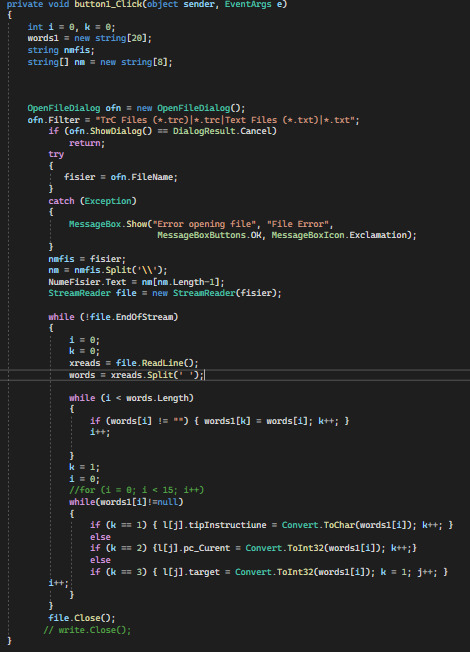 private void button1_Click(object sender, EventArgs e)
{
int i = 0, k = 0;
words1 = new string[20];
string nmfis;
string[] nm = new string[8];
OpenFileDialog ofn = new OpenFileDialog();
ofn.Filter = "TrC Files (*.trc)|*.trc|Text Files (*.txt)|*.txt";
if (ofn.ShowDialog() == DialogResult.Cancel)
return;
try
{
fisier = ofn.FileName;
}
catch (Exception)
{
MessageBox.Show("Error opening file", "File Error",
MessageBoxButtons.OK, MessageBoxIcon.Exclamation);
}
nmfis = fisier;
nm = nmfis.Split('\\');
NumeFisier.Text = nm[nm.Length-1];
StreamReader file = new StreamReader(fisier);
while (!file.EndOfStream)
{
i = 0;
k = 0;
xreads = file.ReadLine();
words = xreads.Split(' ');
while (i < words.Length)
{
if (words[i] != "") { words1[k] = words[i]; k++; }
i++;
}
k = 1;
i = 0;
//for (i = 0; i < 15; i++)
while(words1[i]!=null)
{
if (k == 1) { l[j].tipInstructiune = Convert.ToChar(words1[i]); k++; }
else
if (k == 2) {l[j].pc_Curent = Convert.ToInt32(words1[i]); k++;}
else
if (k == 3) { l[j].target = Convert.ToInt32(words1[i]); k = 1; j++; }
i++;
}
}
file.Close();
// write.Close();
}